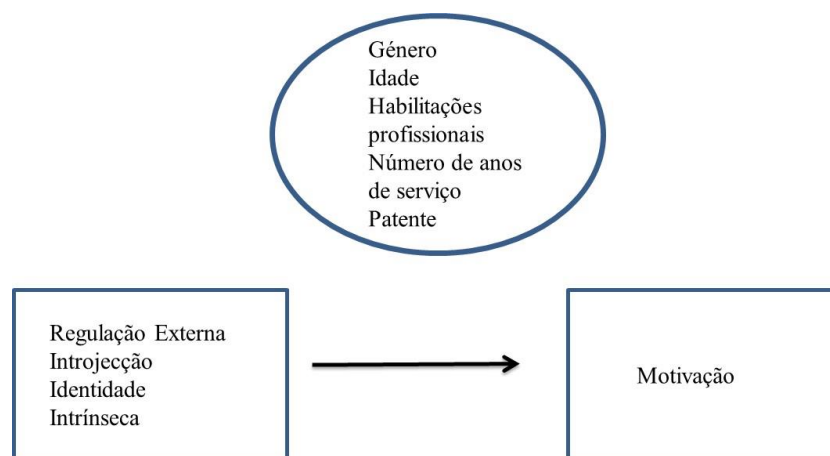 Género
Idade
Habilitações
profissionais
Número de anos
de serviço
Patente
Regulação Externa
Introjecção
Identidade
Intrínseca
Motivação